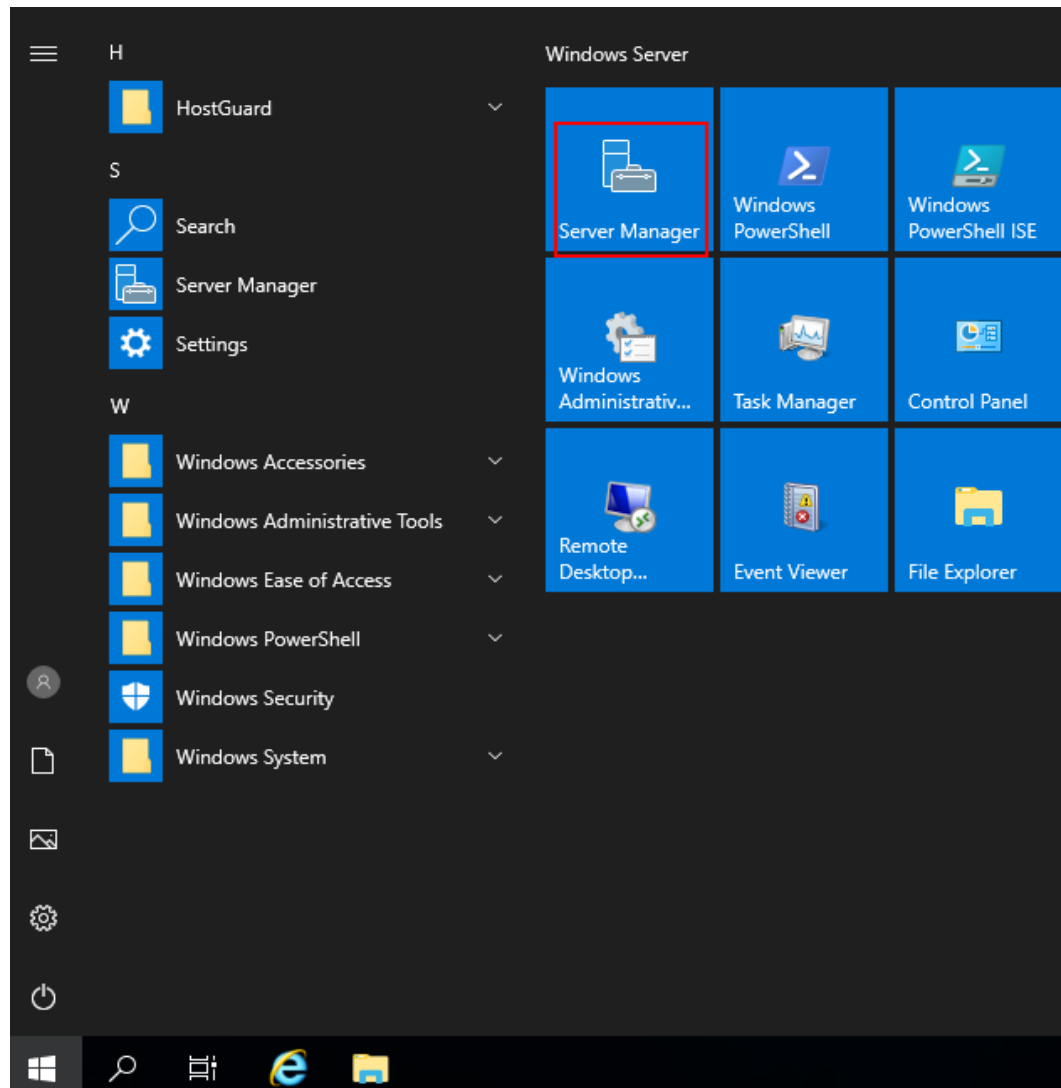 H
HostGuard
S
Search
Server Manager
Settings
W
Windows Accessories
Windows Administrative Tools
Windows Ease of Access
Windows PowerShell
Windows Security
Windows System
Windows Server
Server Manager
Windows
PowerShell
Windows
PowerShell ISE
Windows
Administrativ...
Task Manager
Control Panel
Remote
Desktop...
Event Viewer
File Explorer